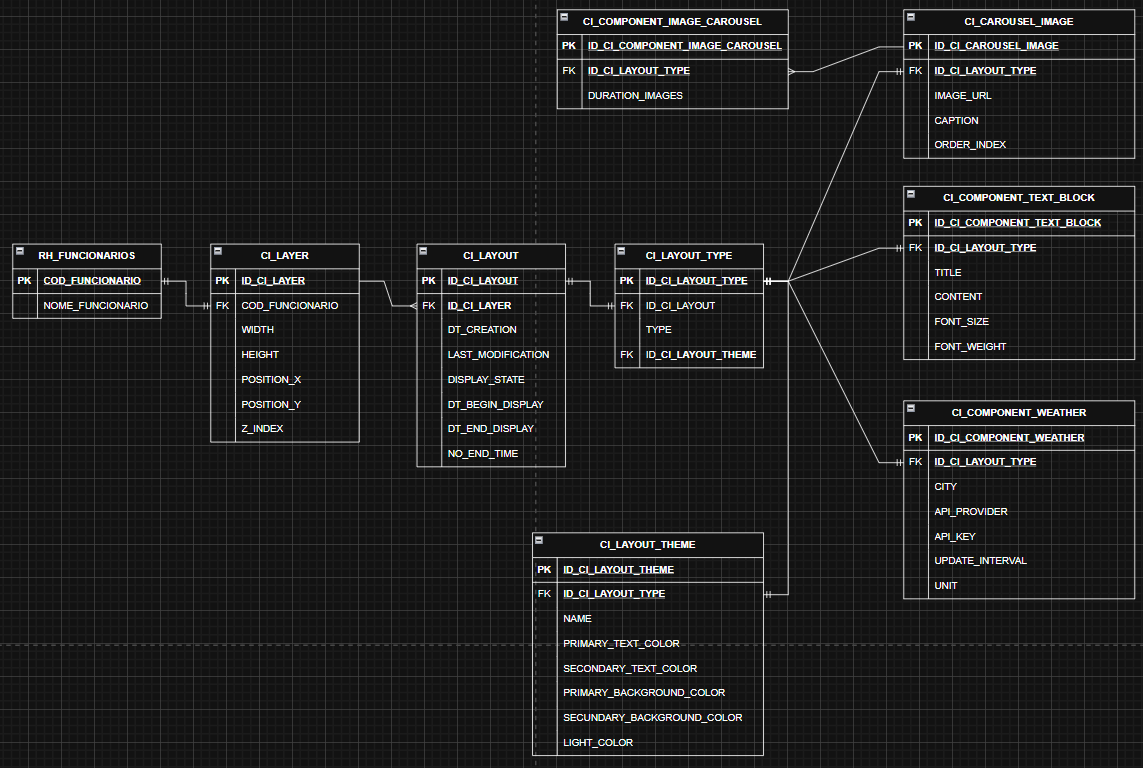 CI_COMPONENT_IMAGE_CAROUSEL
PK ID_CI_COMPONENT_IMAGE_CAROUSEL
FK ID_CI_LAYOUT_TYPE
DURATION_IMAGES
CI_CAROUSEL_IMAGE
PK ID_CI_CAROUSEL_IMAGE
FK ID_CI_LAYOUT_TYPE
IMAGE_URL
CAPTION
ORDER_INDEX
CI_COMPONENT_TEXT_BLOCK
PK ID_CI_COMPONENT_TEXT_BLOCK
FK ID_CI_LAYOUT_TYPE
TITLE
CONTENT
FONT_SIZE
FONT_WEIGHT
RH_FUNCIONARIOS
PK COD_FUNCIONARIO
NOME_FUNCIONARIO
CI_LAYER
PK ID_CI_LAYER
FK COD_FUNCIONARIO
WIDTH
HEIGHT
POSITION_X
POSITION_Y
Z_INDEX
CI_LAYOUT
PK ID_CI_LAYOUT
FK ID_CI_LAYER
DT_CREATION
LAST_MODIFICATION
DISPLAY_STATE
DT_BEGIN_DISPLAY
DT_END_DISPLAY
NO_END_TIME
CI_LAYOUT_TYPE
PK ID_CI_LAYOUT_TYPE
FK ID_CI_LAYOUT
TYPE
FK ID_CI_LAYOUT_THEME
CI_COMPONENT_WEATHER
PK ID_CI_COMPONENT_WEATHER
FK ID_CI_LAYOUT_TYPE
CITY
API_PROVIDER
API_KEY
UPDATE_INTERVAL
UNIT
CI_LAYOUT_THEME
PK ID_CI_LAYOUT_THEME
FK ID_CI_LAYOUT_TYPE
NAME
PRIMARY_TEXT_COLOR
SECONDARY_TEXT_COLOR
PRIMARY_BACKGROUND_COLOR
SECUNDARY_BACKGROUND_COLOR
LIGHT_COLOR